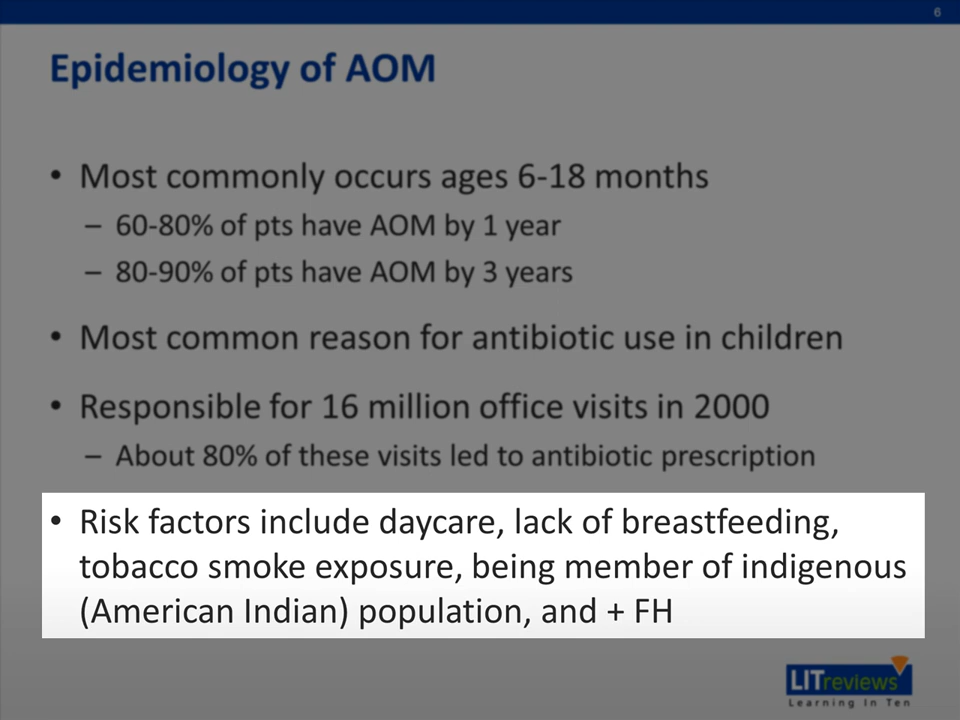 6
Epidemiology of AOM
• Most commonly occurs ages 6-18 months
– 60-80% of pts have AOM by 1 year
– 80-90% of pts have AOM by 3 years
• Most common reason for antibiotic use in children
• Responsible for 16 million office visits in 2000
– About 80% of these visits led to antibiotic prescription
• Risk factors include daycare, lack of breastfeeding,
tobacco smoke exposure, being member of indigenous
(American Indian) population, and + FH
LITreviews
Learning In Ten